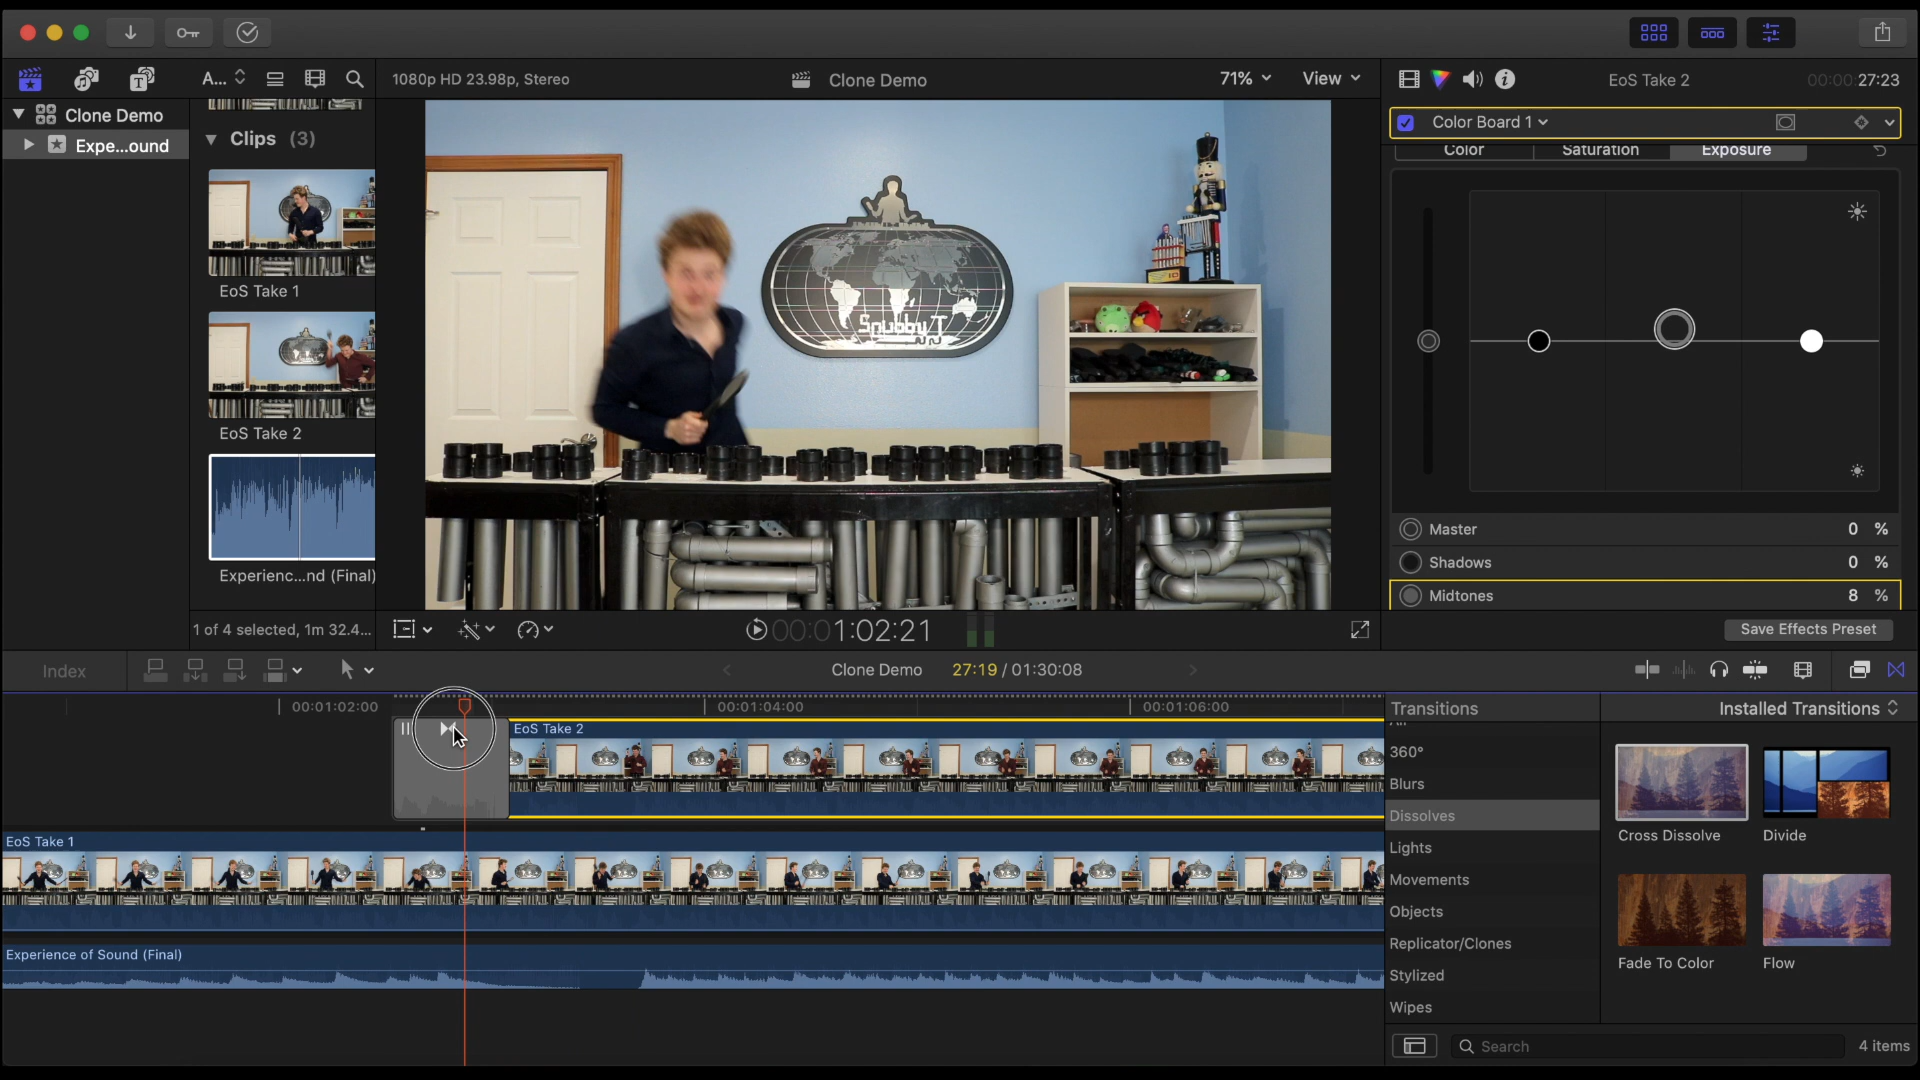 1080p HD 23.98p, Stereo
Clone Demo
71%
View
EoS Take 2
00:00:27:23
A...
Clone Demo
Expe...ound
Clips (3)
EoS Take 1
EoS Take 2
Experienc...nd (Final)
1 of 4 selected, 1m 32.4...
SnubbyJ
Color Board 1
Color
Saturation
Exposure
Master 0 %
Shadows 0 %
Midtones 8 %
Save Effects Preset
00:01:02:21
Index
Clone Demo
27:19 / 01:30:08
00:01:02:00
00:01:04:00
00:01:06:00
EoS Take 2
EoS Take 1
Experience of Sound (Final)
Transitions
Installed Transitions
All
360°
Blurs
Dissolves
Lights
Movements
Objects
Replicator/Clones
Stylized
Wipes
Cross Dissolve
Divide
Fade To Color
Flow
Search
4 items